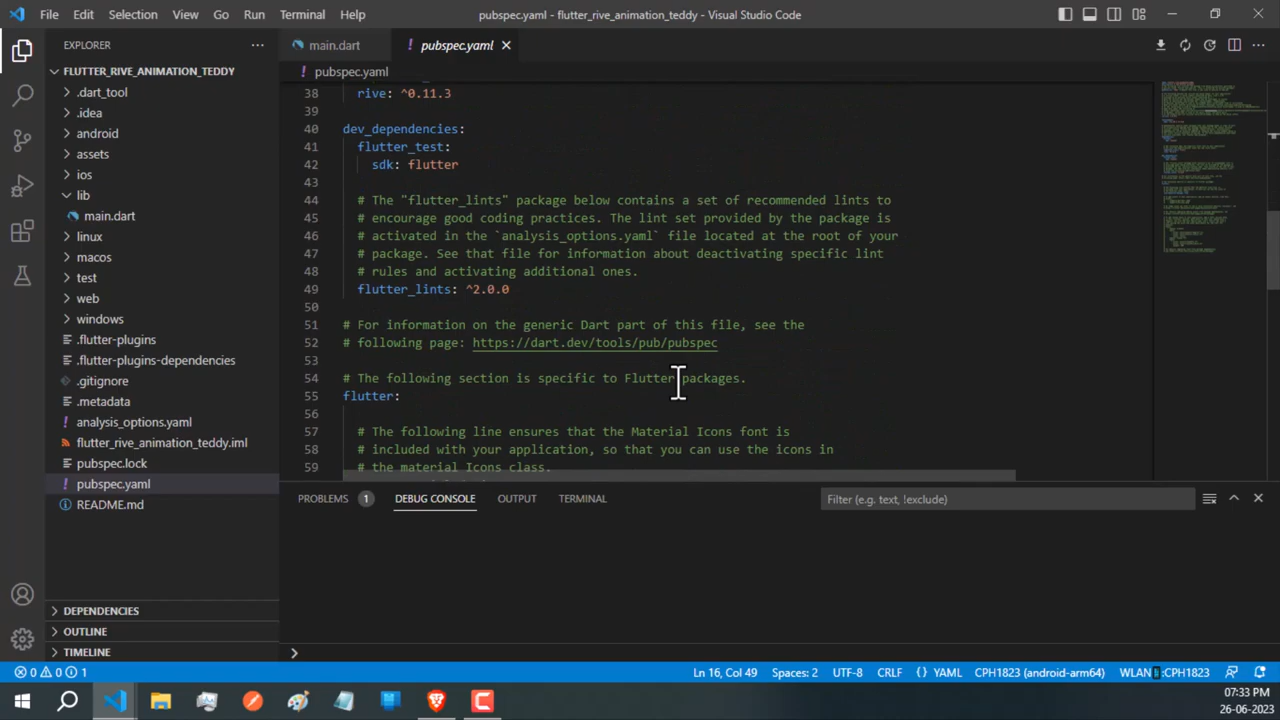 File Edit Selection View Go Run Terminal Help
pubspec.yaml - flutter_rive_animation_teddy - Visual Studio Code
EXPLORER
FLUTTER_RIVE_ANIMATION_TEDDY
.dart_tool
.idea
android
assets
ios
lib
main.dart
linux
macos
test
web
windows
.flutter-plugins
.flutter-plugins-dependencies
.gitignore
.metadata
analysis_options.yaml
flutter_rive_animation_teddy.iml
pubspec.lock
! pubspec.yaml
README.md
DEPENDENCIES
OUTLINE
TIMELINE
main.dart ! pubspec.yaml
! pubspec.yaml
38 rive: ^0.11.3
39
40 dev_dependencies:
41 flutter_test:
42 sdk: flutter
43
44 # The "flutter_lints" package below contains a set of recommended lints to
45 # encourage good coding practices. The lint set provided by the package is
46 # activated in the `analysis_options.yaml` file located at the root of your
47 # package. See that file for information about deactivating specific lint
48 # rules and activating additional ones.
49 flutter_lints: ^2.0.0
50
51 # For information on the generic Dart part of this file, see the
52 # following page: https://dart.dev/tools/pub/pubspec
53
54 # The following section is specific to Flutter packages.
55 flutter:
56
57 # The following line ensures that the Material Icons font is
58 # included with your application, so that you can use the icons in
59 # the material Icons class.
PROBLEMS 1 DEBUG CONSOLE OUTPUT TERMINAL
Filter (e.g. text, !exclude)
0 0 1
Ln 16, Col 49 Spaces: 2 UTF-8 CRLF {} YAML CPH1823 (android-arm64) WLAN :CPH1823
07:33 PM
26-06-2023